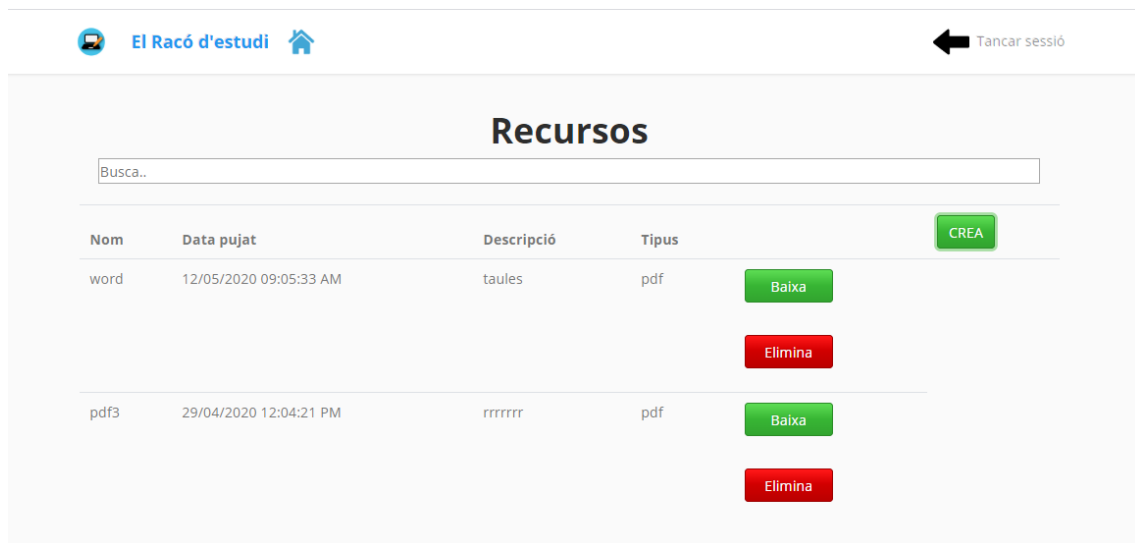 El Racó d'estudi Tancar sessió
Recursos
Busca..
Nom Data pujat Descripció Tipus CREA
word 12/05/2020 09:05:33 AM taules pdf Baixa
Elimina
pdf3 29/04/2020 12:04:21 PM rrrrrrr pdf Baixa
Elimina